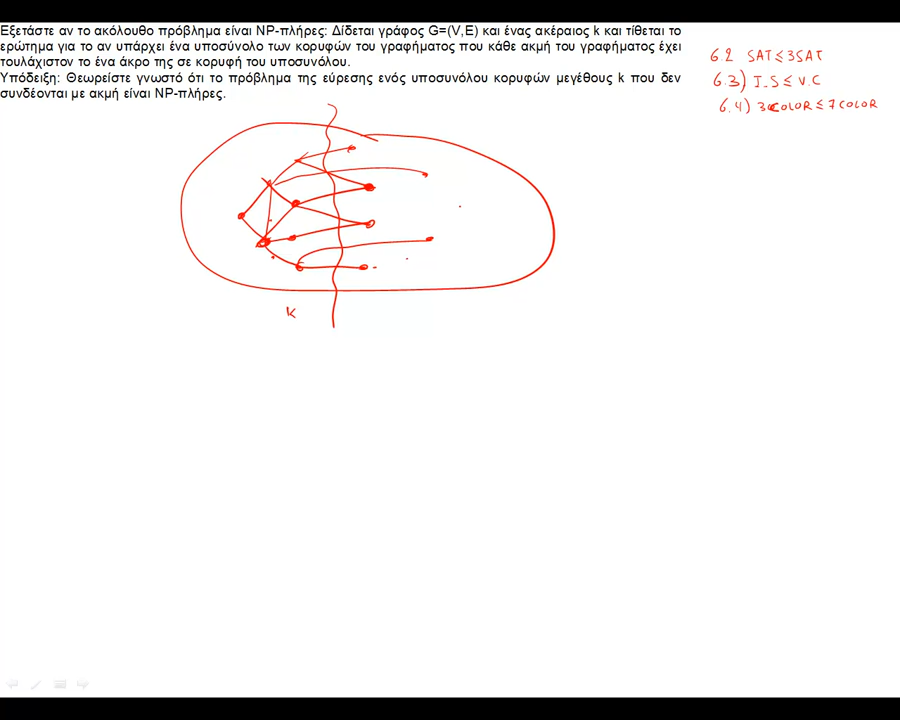 Εξετάστε αν το ακόλουθο πρόβλημα είναι NP-πλήρες: Δίδεται γράφος G=(V,E) και ένας ακέραιος k και τίθεται το
ερώτημα για το αν υπάρχει ένα υποσύνολο των κορυφών του γραφήματος που κάθε ακμή του γραφήματος έχει
τουλάχιστον το ένα άκρο της σε κορυφή του υποσυνόλου.
Υπόδειξη: Θεωρείστε γνωστό ότι το πρόβλημα της εύρεσης ενός υποσυνόλου κορυφών μεγέθους k που δεν
συνδέονται με ακμή είναι NP-πλήρες.
6.2 SAT ≤ 3SAT
6.3) I.S ≤ V.C
6.4) 3COLOR ≤ 7COLOR
K